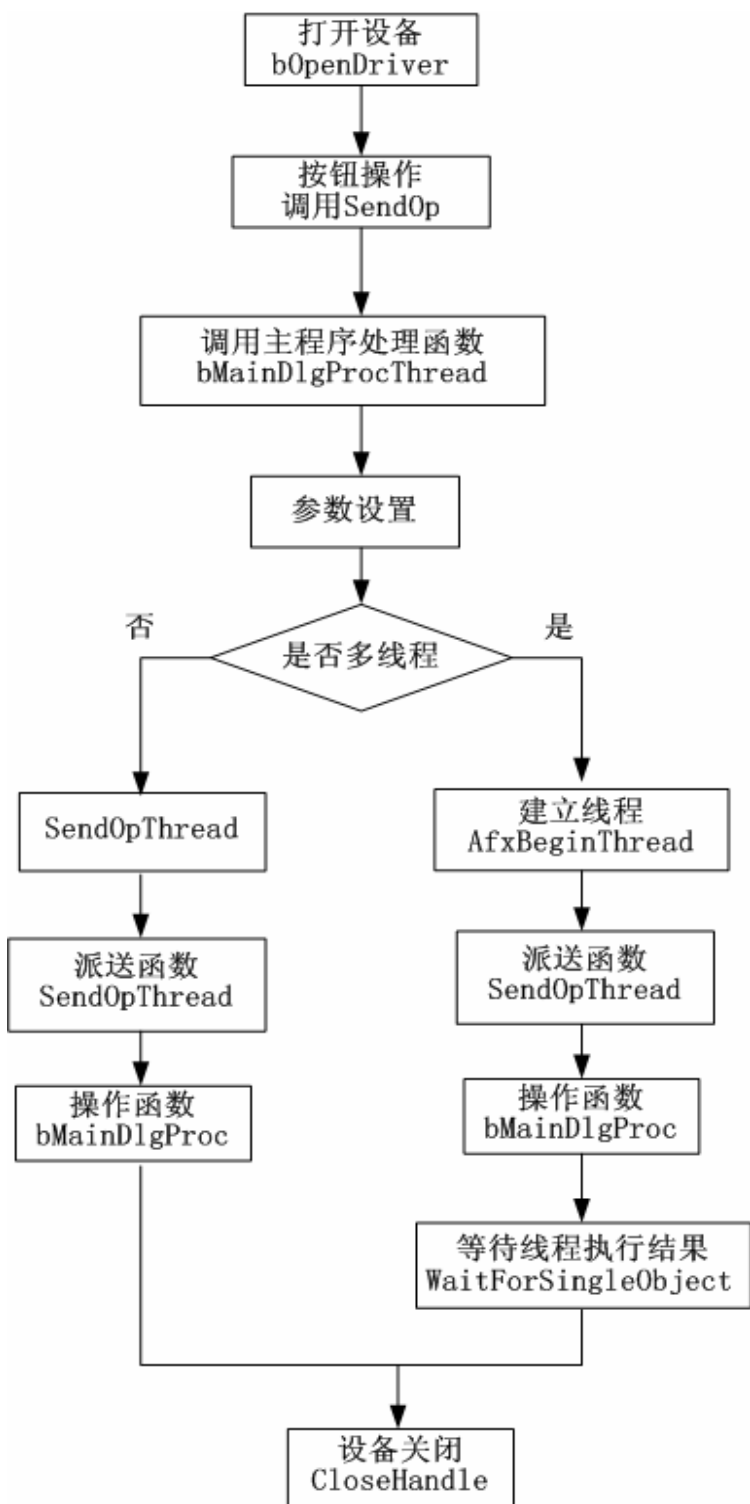 打开设备
bOpenDriver
按钮操作
调用SendOp
调用主程序处理函数
bMainDlgProcThread
参数设置
是否多线程
否
是
SendOpThread
派送函数
SendOpThread
操作函数
bMainDlgProc
建立线程
AfxBeginThread
派送函数
SendOpThread
操作函数
bMainDlgProc
等待线程执行结果
WaitForSingleObject
设备关闭
CloseHandle